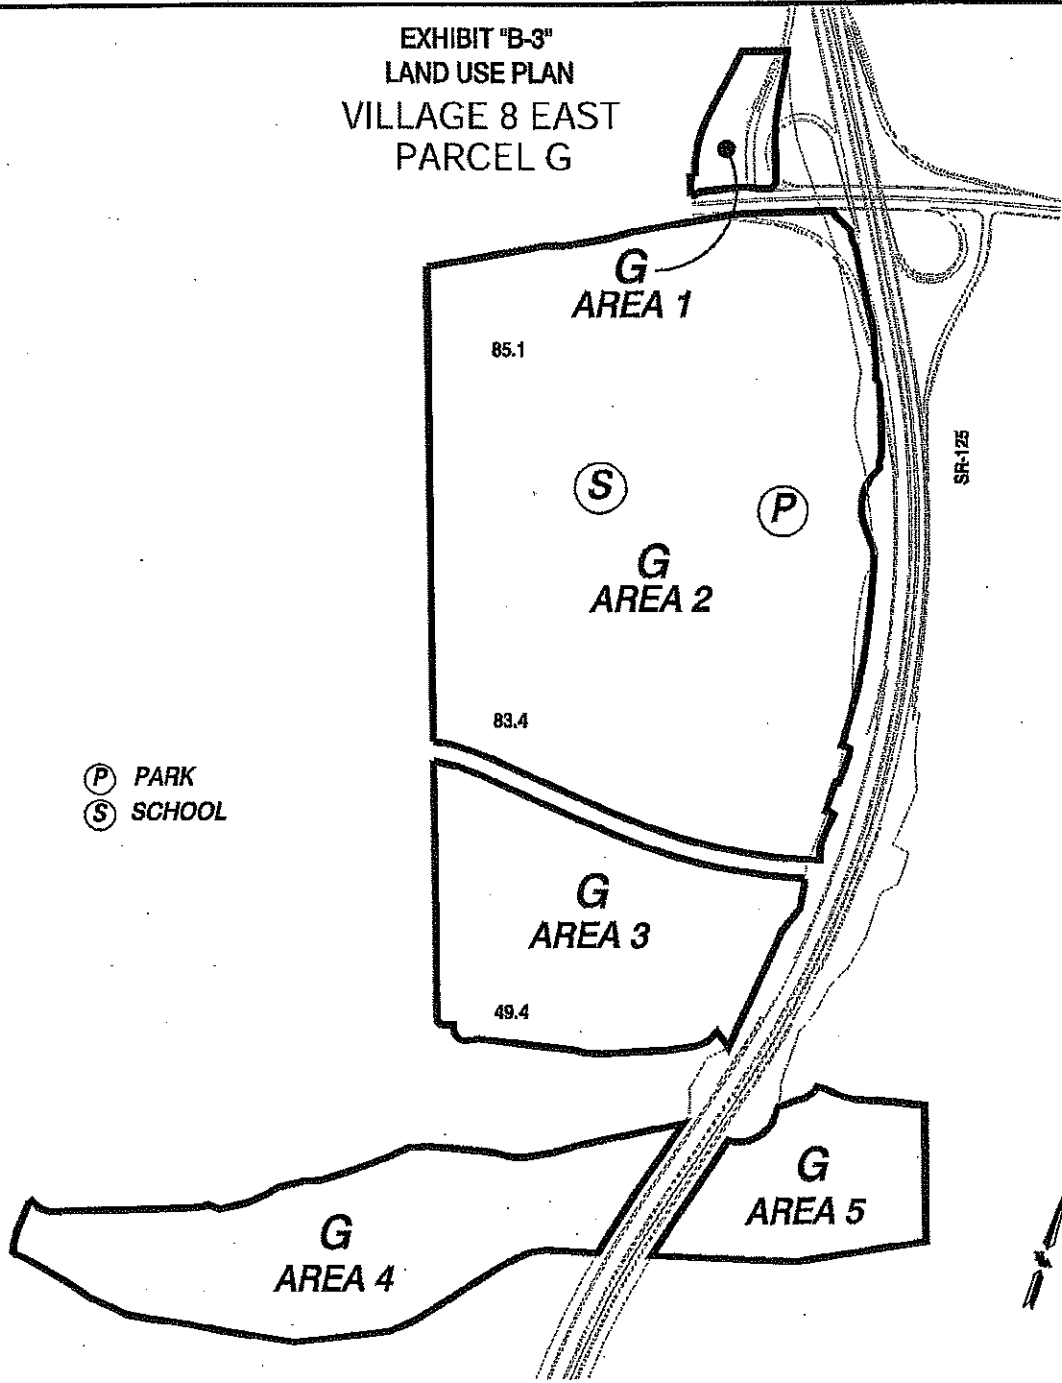 EXHIBIT "B-3"
LAND USE PLAN
VILLAGE 8 EAST
PARCEL G
G
AREA 1
85.1
SR-125
S
P
G
AREA 2
83.4
P PARK
S SCHOOL
G
AREA 3
49.4
G
AREA 5
G
AREA 4